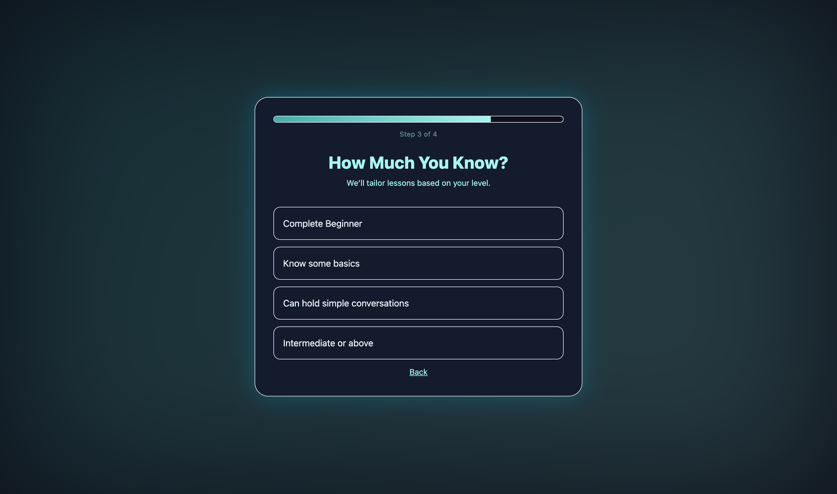 Step 3 of 4
How Much You Know?
We'll tailor lessons based on your level.
Complete Beginner
Know some basics
Can hold simple conversations
Intermediate or above
Back